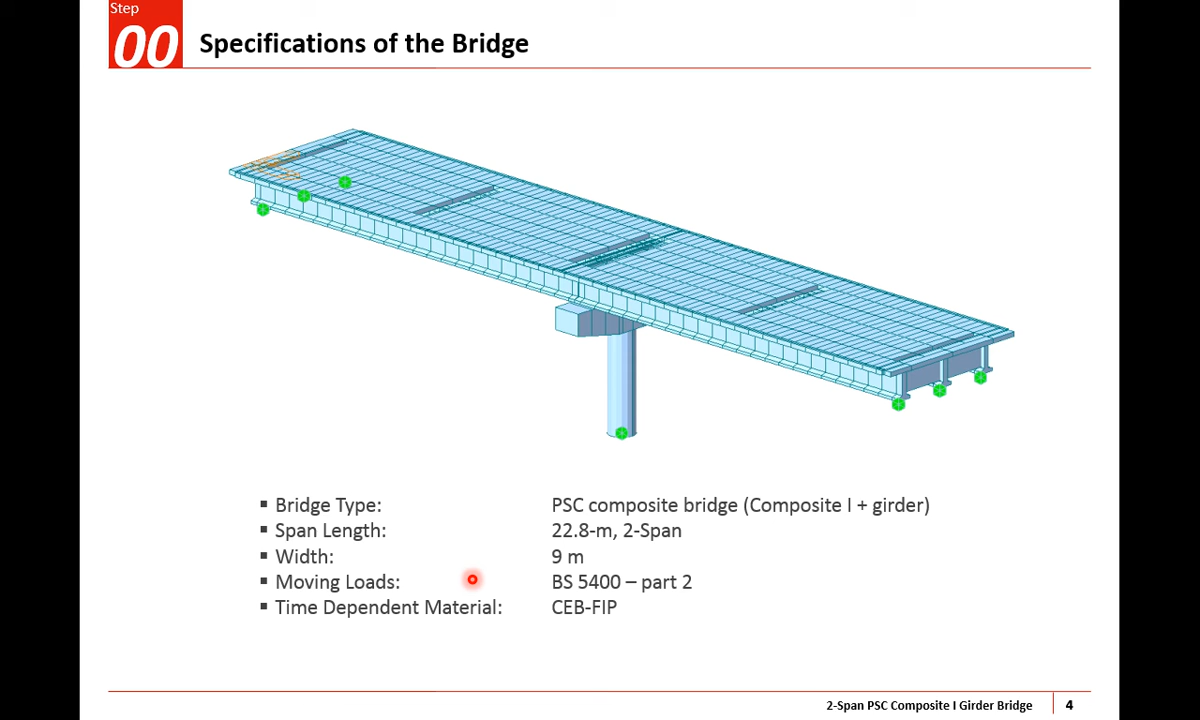 Step
00
Specifications of the Bridge
▪ Bridge Type: PSC composite bridge (Composite I + girder)
▪ Span Length: 22.8-m, 2-Span
▪ Width: 9 m
▪ Moving Loads: BS 5400 – part 2
▪ Time Dependent Material: CEB-FIP
2-Span PSC Composite I Girder Bridge 4